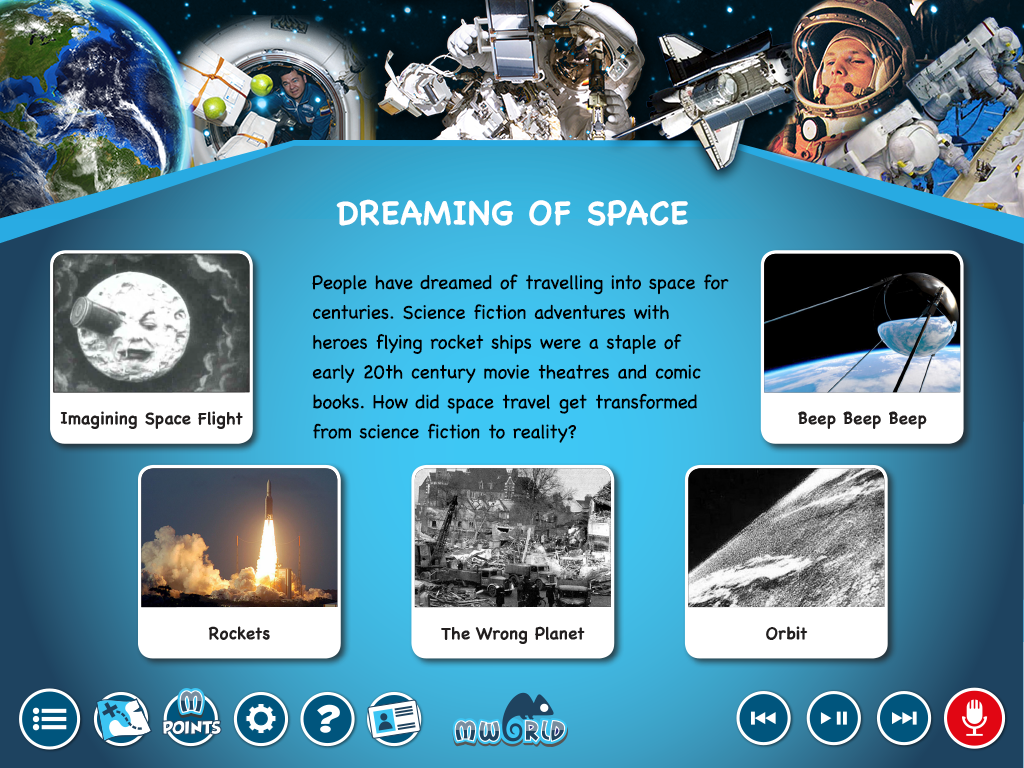 DREAMING OF SPACE
People have dreamed of travelling into space for
centuries. Science fiction adventures with
heroes flying rocket ships were a staple of
early 20th century movie theatres and comic
books. How did space travel get transformed
from science fiction to reality?
Imagining Space Flight
Beep Beep Beep
Rockets
The Wrong Planet
Orbit
M
POINTS
?
MWORLD